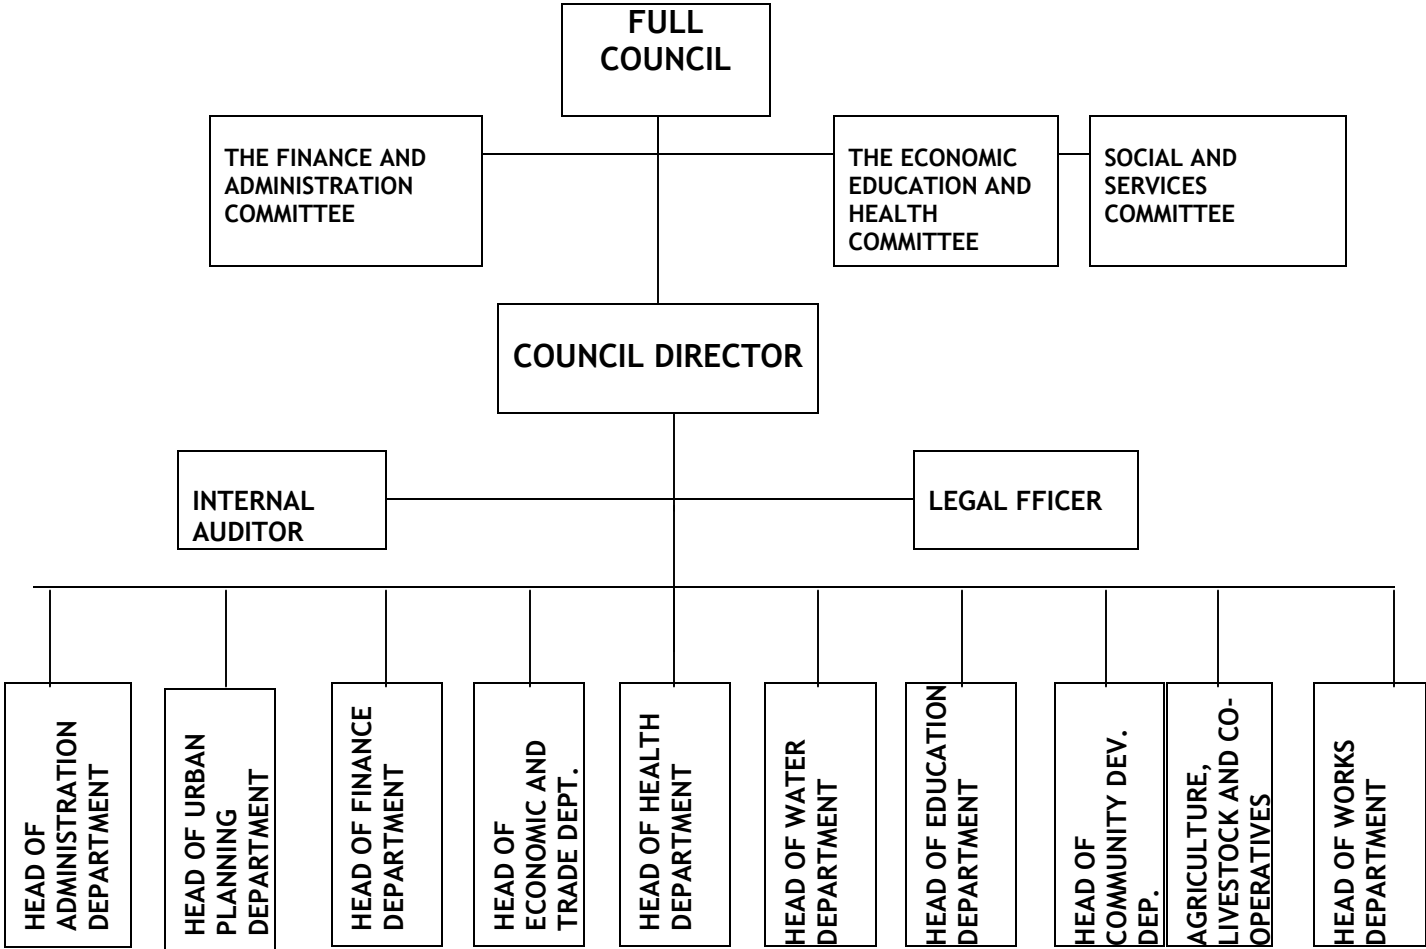 FULL
COUNCIL
THE FINANCE AND
ADMINISTRATION
COMMITTEE
THE ECONOMIC
EDUCATION AND
HEALTH
COMMITTEE
SOCIAL AND
SERVICES
COMMITTEE
COUNCIL DIRECTOR
INTERNAL
AUDITOR
LEGAL FFICER
HEAD OF
ADMINISTRATION
DEPARTMENT
HEAD OF URBAN
PLANNING
DEPARTMENT
HEAD OF FINANCE
DEPARTMENT
HEAD OF
ECONOMIC AND
TRADE DEPT.
HEAD OF HEALTH
DEPARTMENT
HEAD OF WATER
DEPARTMENT
HEAD OF EDUCATION
DEPARTMENT
HEAD OF
COMMUNITY DEV.
DEP.
AGRICULTURE,
LIVESTOCK AND CO-
OPERATIVES
HEAD OF WORKS
DEPARTMENT